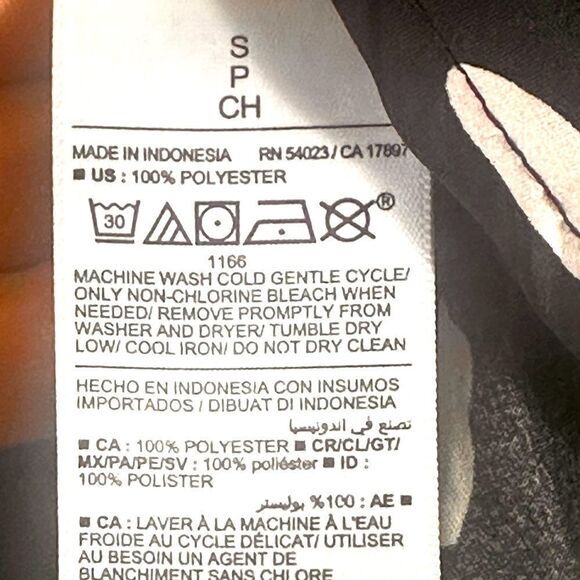 S
P
CH
MADE IN INDONESIA RN 54023 / CA 17897
■ US : 100% POLYESTER
30 ®
1166
MACHINE WASH COLD GENTLE CYCLE/
ONLY NON-CHLORINE BLEACH WHEN
NEEDED/ REMOVE PROMPTLY FROM
WASHER AND DRYER/ TUMBLE DRY
LOW/ COOL IRON/ DO NOT DRY CLEAN
HECHO EN INDONESIA CON INSUMOS
IMPORTADOS / DIBUAT DI INDONESIA
تصنع في اندونيسيا
■ CA : 100% POLYESTER ■ CR/CL/GT/
MX/PA/PE/SV : 100% poliéster ■ ID :
100% POLISTER
■ AE : 100% بوليستر
■ CA : LAVER À LA MACHINE À L'EAU
FROIDE AU CYCLE DÉLICAT/ UTILISER
AU BESOIN UN AGENT DE
BLANCHIMENT SANS CHLORE